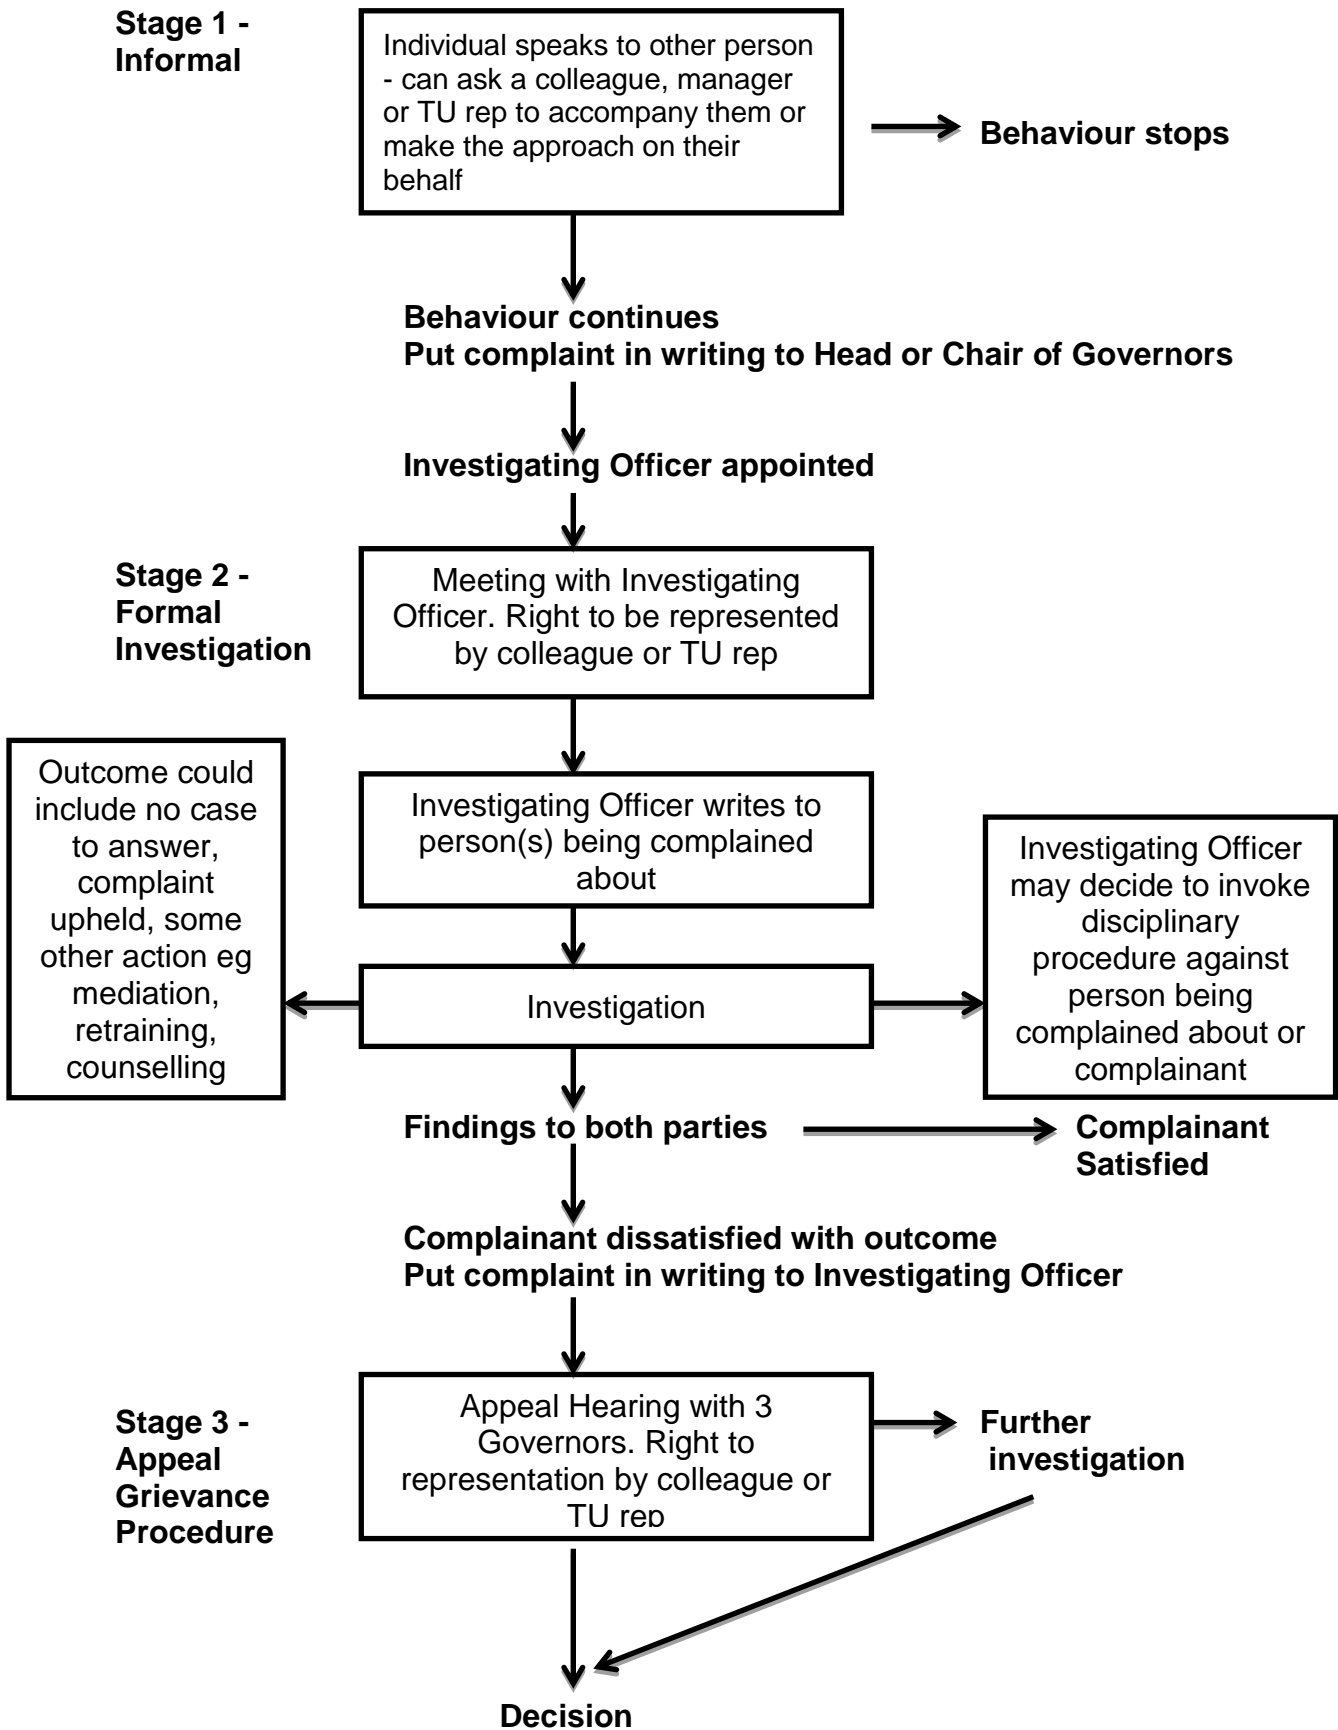 Stage 1 -
Informal
Individual speaks to other person
- can ask a colleague, manager
or TU rep to accompany them or
make the approach on their
behalf
Behaviour stops
Behaviour continues
Put complaint in writing to Head or Chair of Governors
Investigating Officer appointed
Stage 2 -
Formal
Investigation
Meeting with Investigating
Officer. Right to be represented
by colleague or TU rep
Investigating Officer writes to
person(s) being complained
about
Outcome could
include no case
to answer,
complaint
upheld, some
other action eg
mediation,
retraining,
counselling
Investigation
Investigating Officer
may decide to invoke
disciplinary
procedure against
person being
complained about or
complainant
Findings to both parties
Complainant
Satisfied
Complainant dissatisfied with outcome
Put complaint in writing to Investigating Officer
Stage 3 -
Appeal
Grievance
Procedure
Appeal Hearing with 3
Governors. Right to
representation by colleague or
TU rep
Further
investigation
Decision